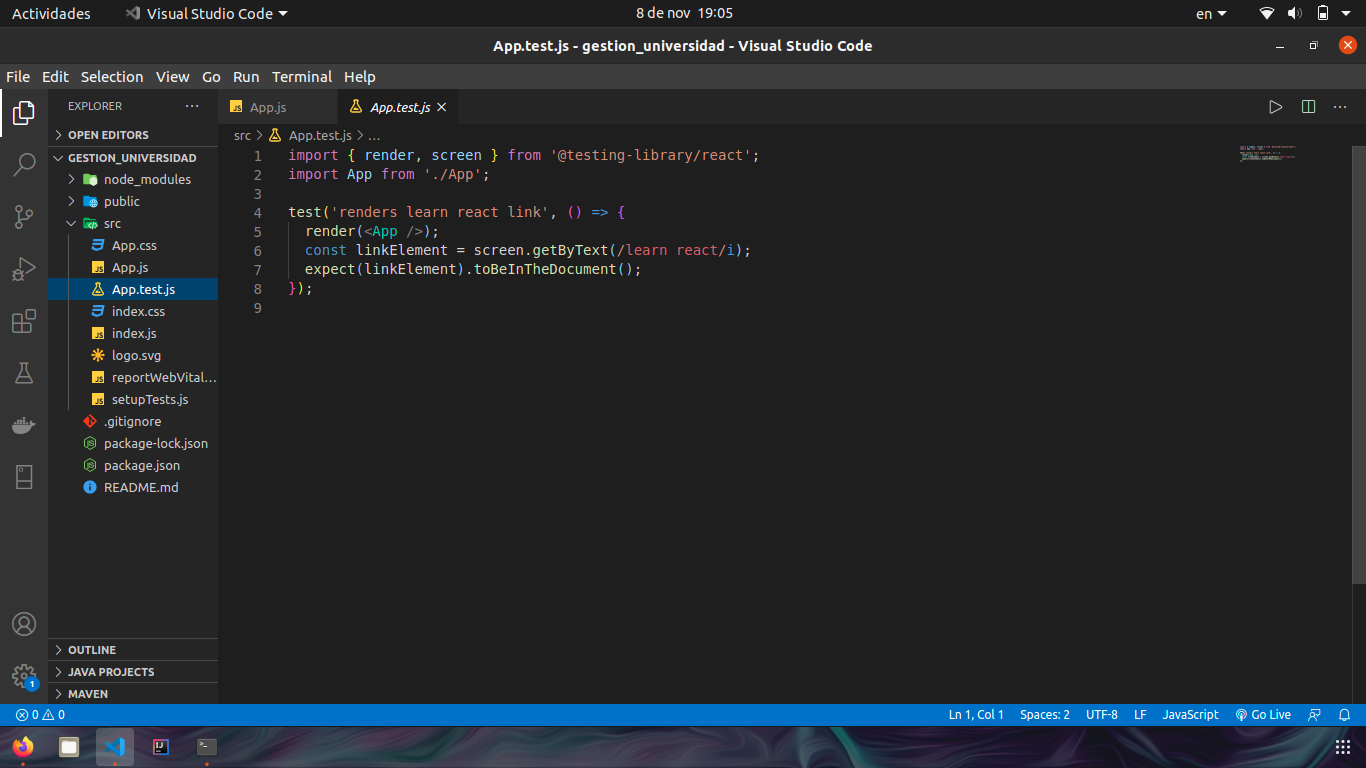 Actividades Visual Studio Code 8 de nov 19:05 en
App.test.js - gestion_universidad - Visual Studio Code
File Edit Selection View Go Run Terminal Help
EXPLORER
OPEN EDITORS
GESTION_UNIVERSIDAD
node_modules
public
src
App.css
App.js
App.test.js
index.css
index.js
logo.svg
reportWebVital...
setupTests.js
.gitignore
package-lock.json
package.json
README.md
OUTLINE
JAVA PROJECTS
MAVEN
App.js App.test.js
src > App.test.js > ...
1 import { render, screen } from '@testing-library/react';
2 import App from './App';
3
4 test('renders learn react link', () => {
5 render(<App />);
6 const linkElement = screen.getByText(/learn react/i);
7 expect(linkElement).toBeInTheDocument();
8 });
9
1
0 0 Ln 1, Col 1 Spaces: 2 UTF-8 LF JavaScript Go Live